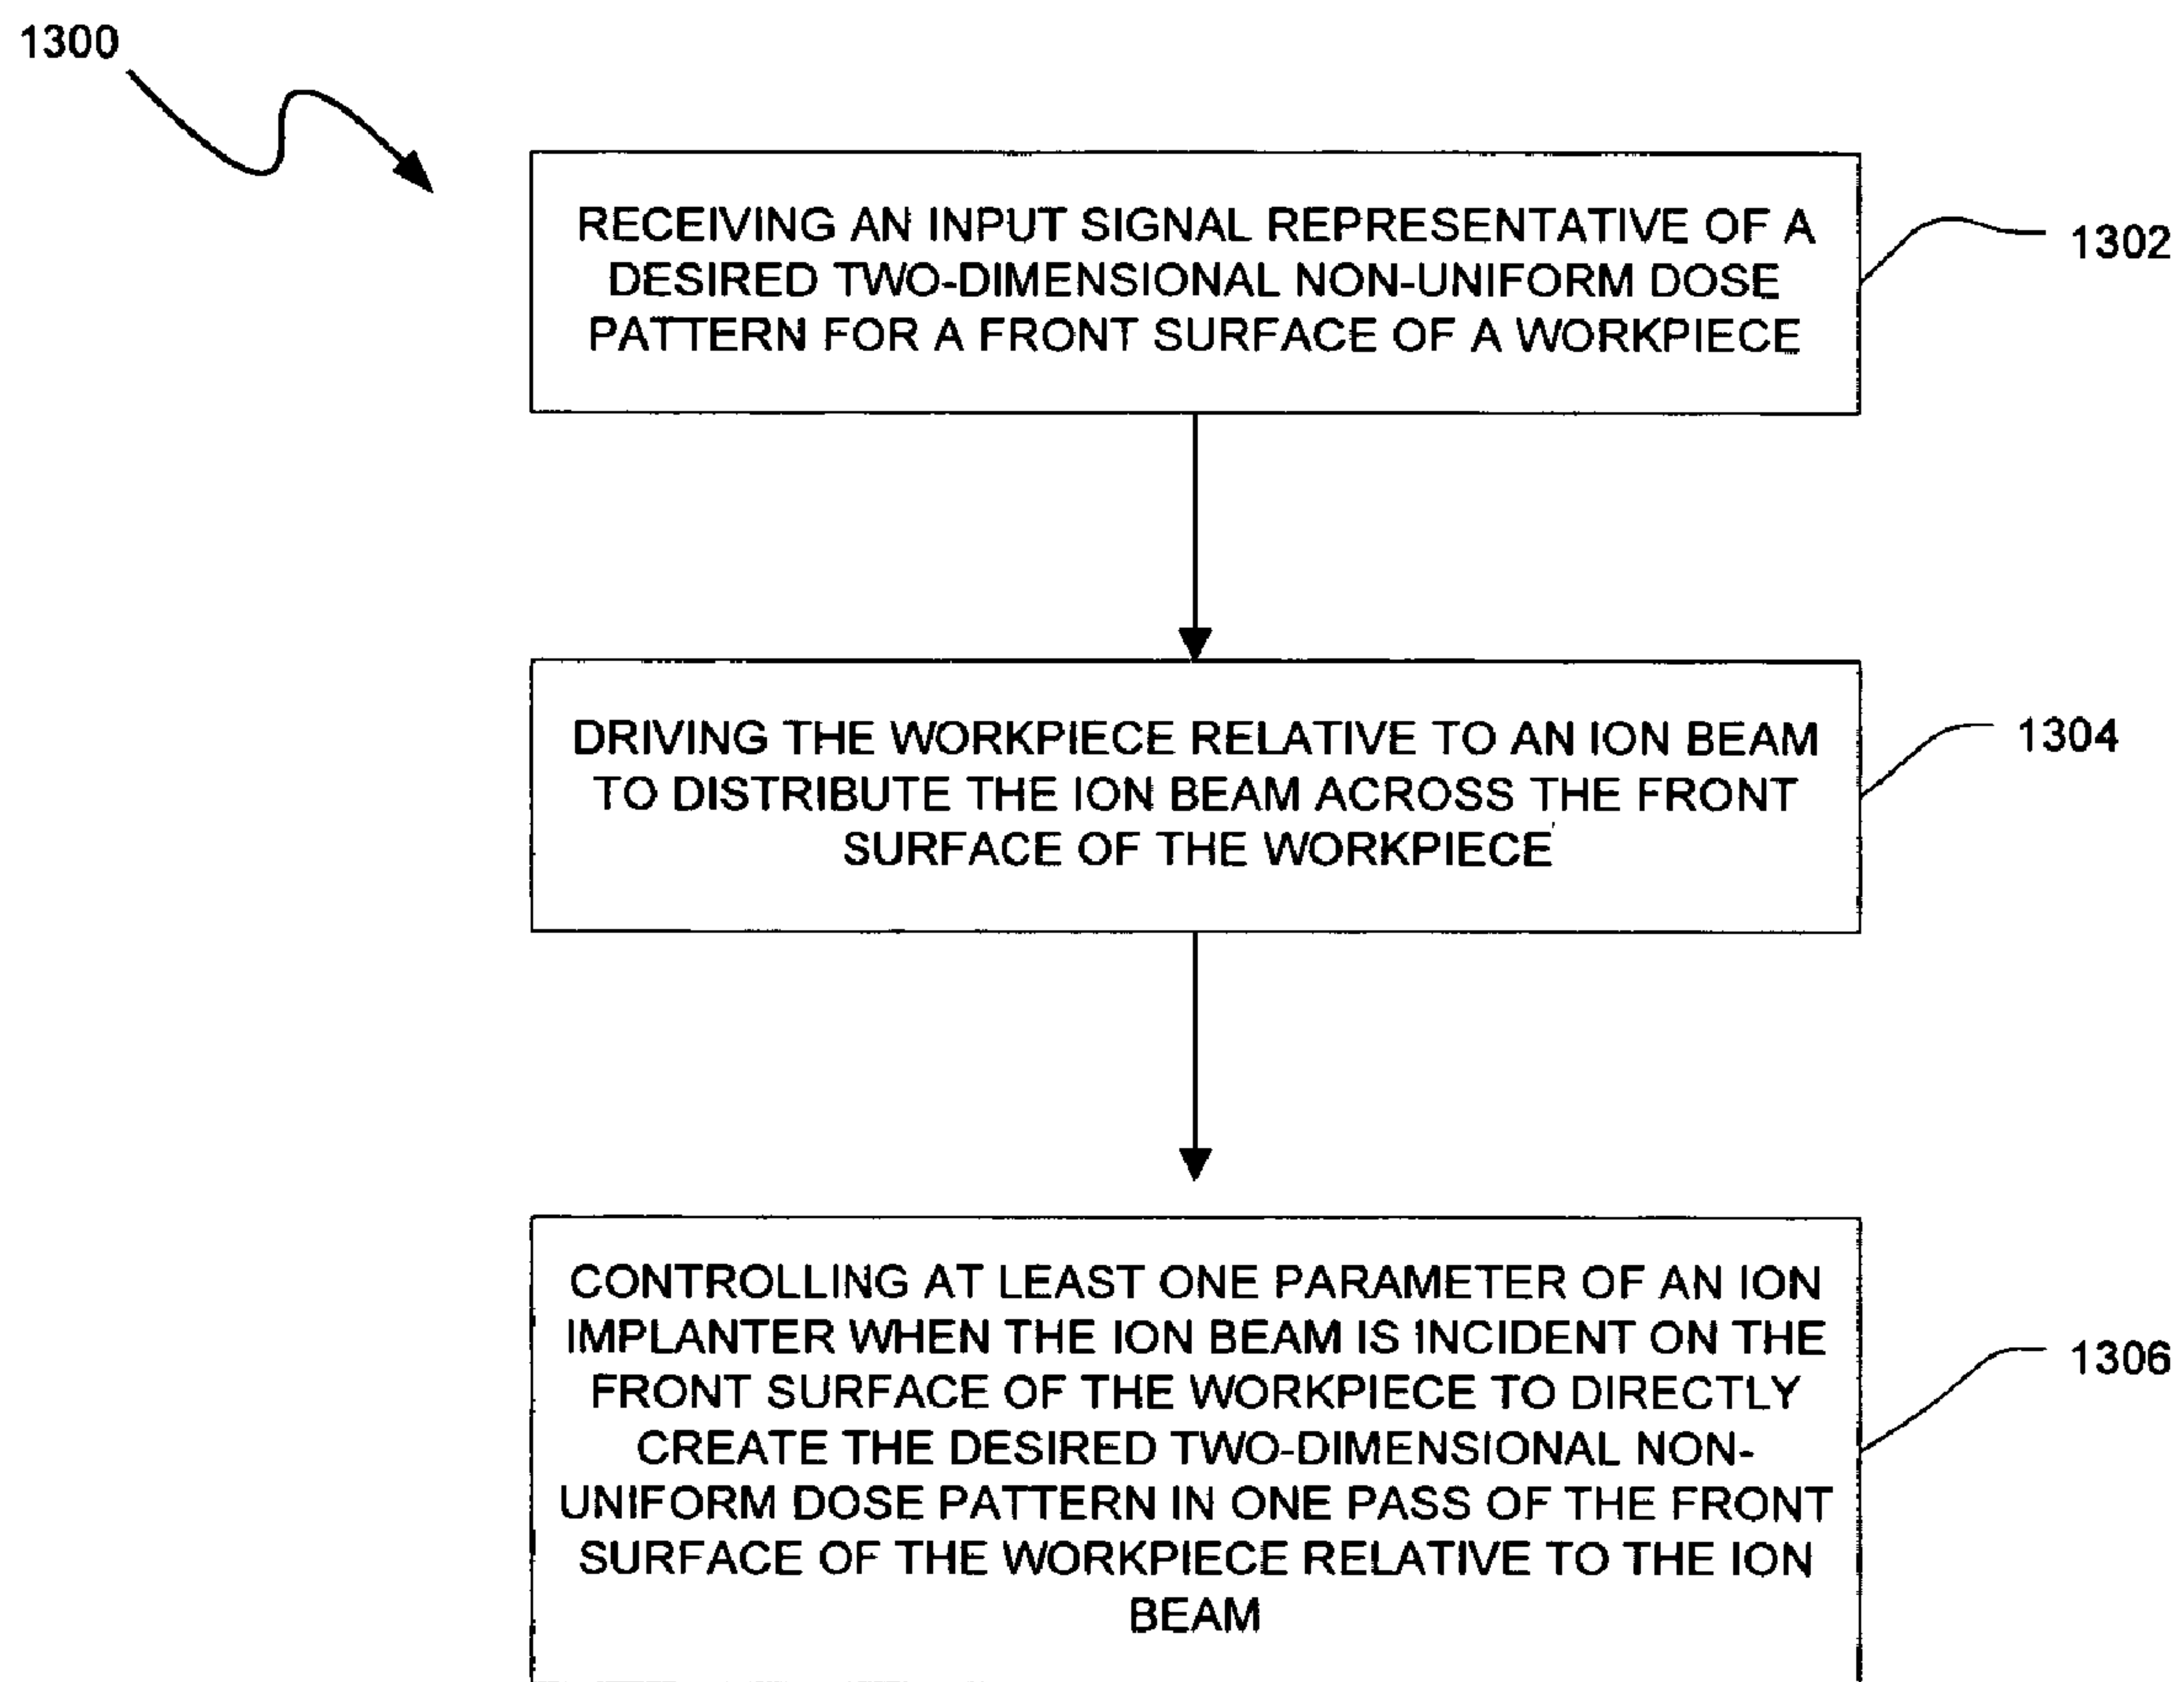 1300
RECEIVING AN INPUT SIGNAL REPRESENTATIVE OF A
DESIRED TWO-DIMENSIONAL NON-UNIFORM DOSE
PATTERN FOR A FRONT SURFACE OF A WORKPIECE
1302
DRIVING THE WORKPIECE RELATIVE TO AN ION BEAM
TO DISTRIBUTE THE ION BEAM ACROSS THE FRONT
SURFACE OF THE WORKPIECE
1304
CONTROLLING AT LEAST ONE PARAMETER OF AN ION
IMPLANTER WHEN THE ION BEAM IS INCIDENT ON THE
FRONT SURFACE OF THE WORKPIECE TO DIRECTLY
CREATE THE DESIRED TWO-DIMENSIONAL NON-
UNIFORM DOSE PATTERN IN ONE PASS OF THE FRONT
SURFACE OF THE WORKPIECE RELATIVE TO THE ION
BEAM
1306